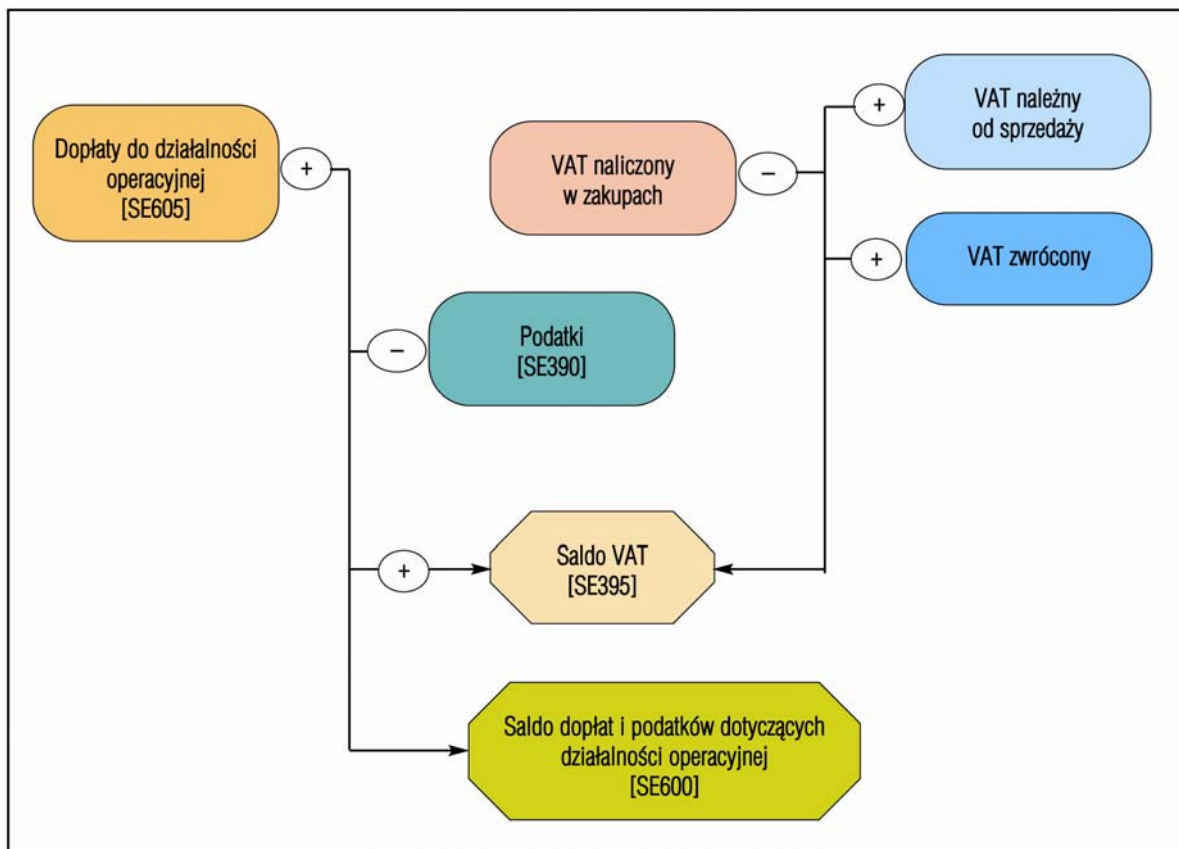 Dopłaty do działalności
operacyjnej
[SE605]
+
VAT naliczony
w zakupach
−
+
VAT należny
od sprzedaży
+
VAT zwrócony
−
Podatki
[SE390]
+
Saldo VAT
[SE395]
Saldo dopłat i podatków dotyczących
działalności operacyjnej
[SE600]